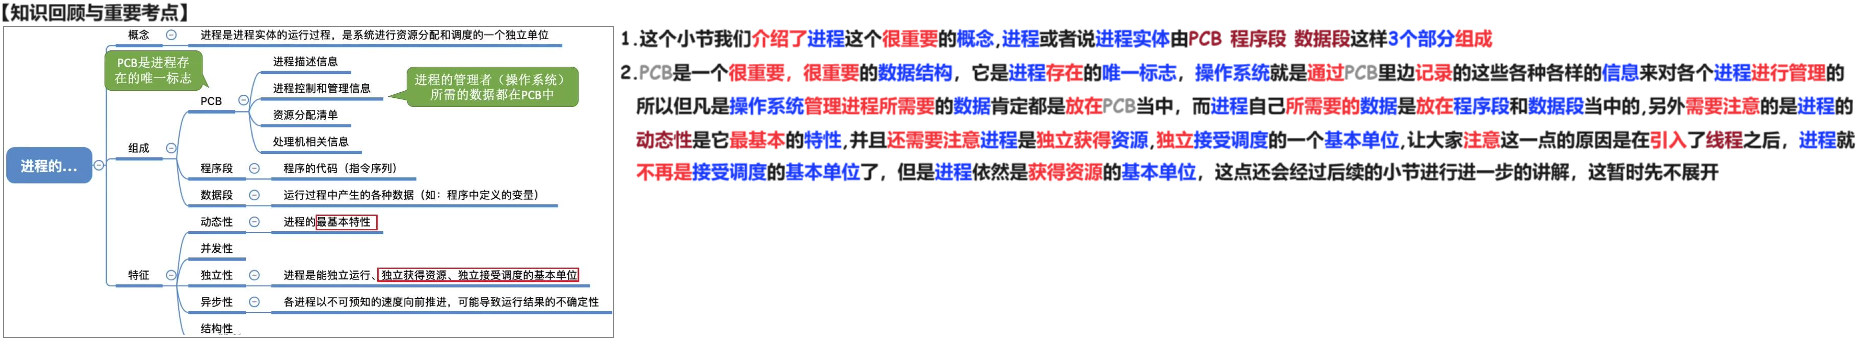 【知识回顾与重要考点】
概念
进程是进程实体的运行过程，是系统进行资源分配和调度的一个独立单位
PCB是进程存
在的唯一标志
进程描述信息
进程的管理者（操作系统）
所需的数据都在PCB中
进程控制和管理信息
PCB
资源分配清单
处理机相关信息
组成
程序段
程序的代码（指令序列）
进程的...
数据段
运行过程中产生的各种数据（如：程序中定义的变量）
动态性
进程的最基本特性
并发性
特征
独立性
进程是能独立运行、独立获得资源、独立接受调度的基本单位
异步性
各进程以不可预知的速度向前推进，可能导致运行结果的不确定性
结构性
1.这个小节我们介绍了进程这个很重要的概念,进程或者说进程实体由PCB 程序段 数据段这样3个部分组成
2.PCB是一个很重要，很重要的数据结构，它是进程存在的唯一标志，操作系统就是通过PCB里边记录的这些各种各样的信息来对各个进程进行管理的
所以但凡是操作系统管理进程所需要的数据肯定都是放在PCB当中，而进程自己所需要的数据是放在程序段和数据段当中的,另外需要注意的是进程的
动态性是它最基本的特性,并且还需要注意进程是独立获得资源,独立接受调度的一个基本单位,让大家注意这一点的原因是在引入了线程之后，进程就
不再是接受调度的基本单位了，但是进程依然是获得资源的基本单位，这点还会经过后续的小节进行进一步的讲解，这暂时先不展开